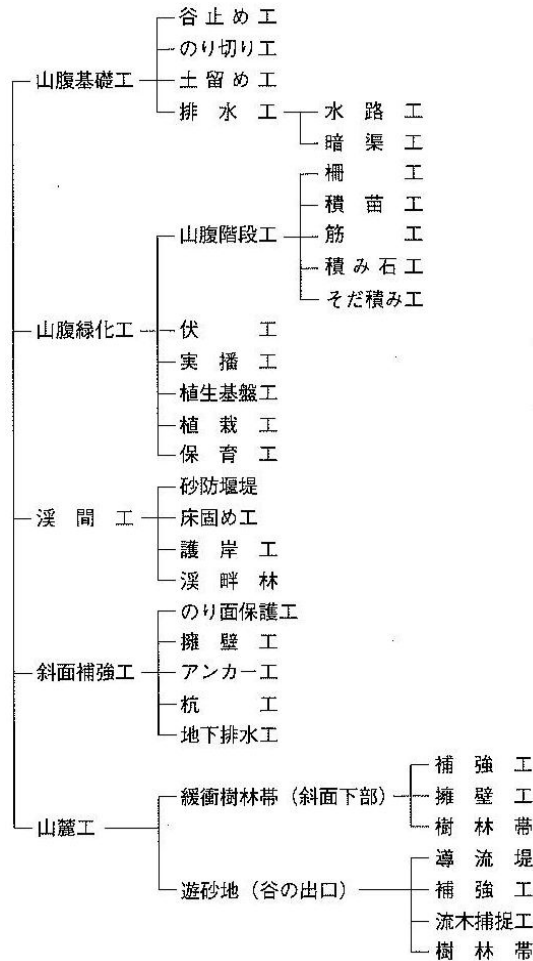 谷止め工
のり切り工
山腹基礎工
土留め工
排水工
水路工
暗渠工
柵工
積苗工
山腹階段工
筋工
積み石工
そだ積み工
山腹緑化工
伏工
実播工
植生基盤工
植栽工
保育工
砂防堰堤
渓間工
床固め工
護岸工
渓畔林
のり面保護工
擁壁工
斜面補強工
アンカー工
杭工
地下排水工
補強工
緩衝樹林帯（斜面下部）
擁壁工
樹林帯
山麓工
導流堤
遊砂地（谷の出口）
補強工
流木捕捉工
樹林帯